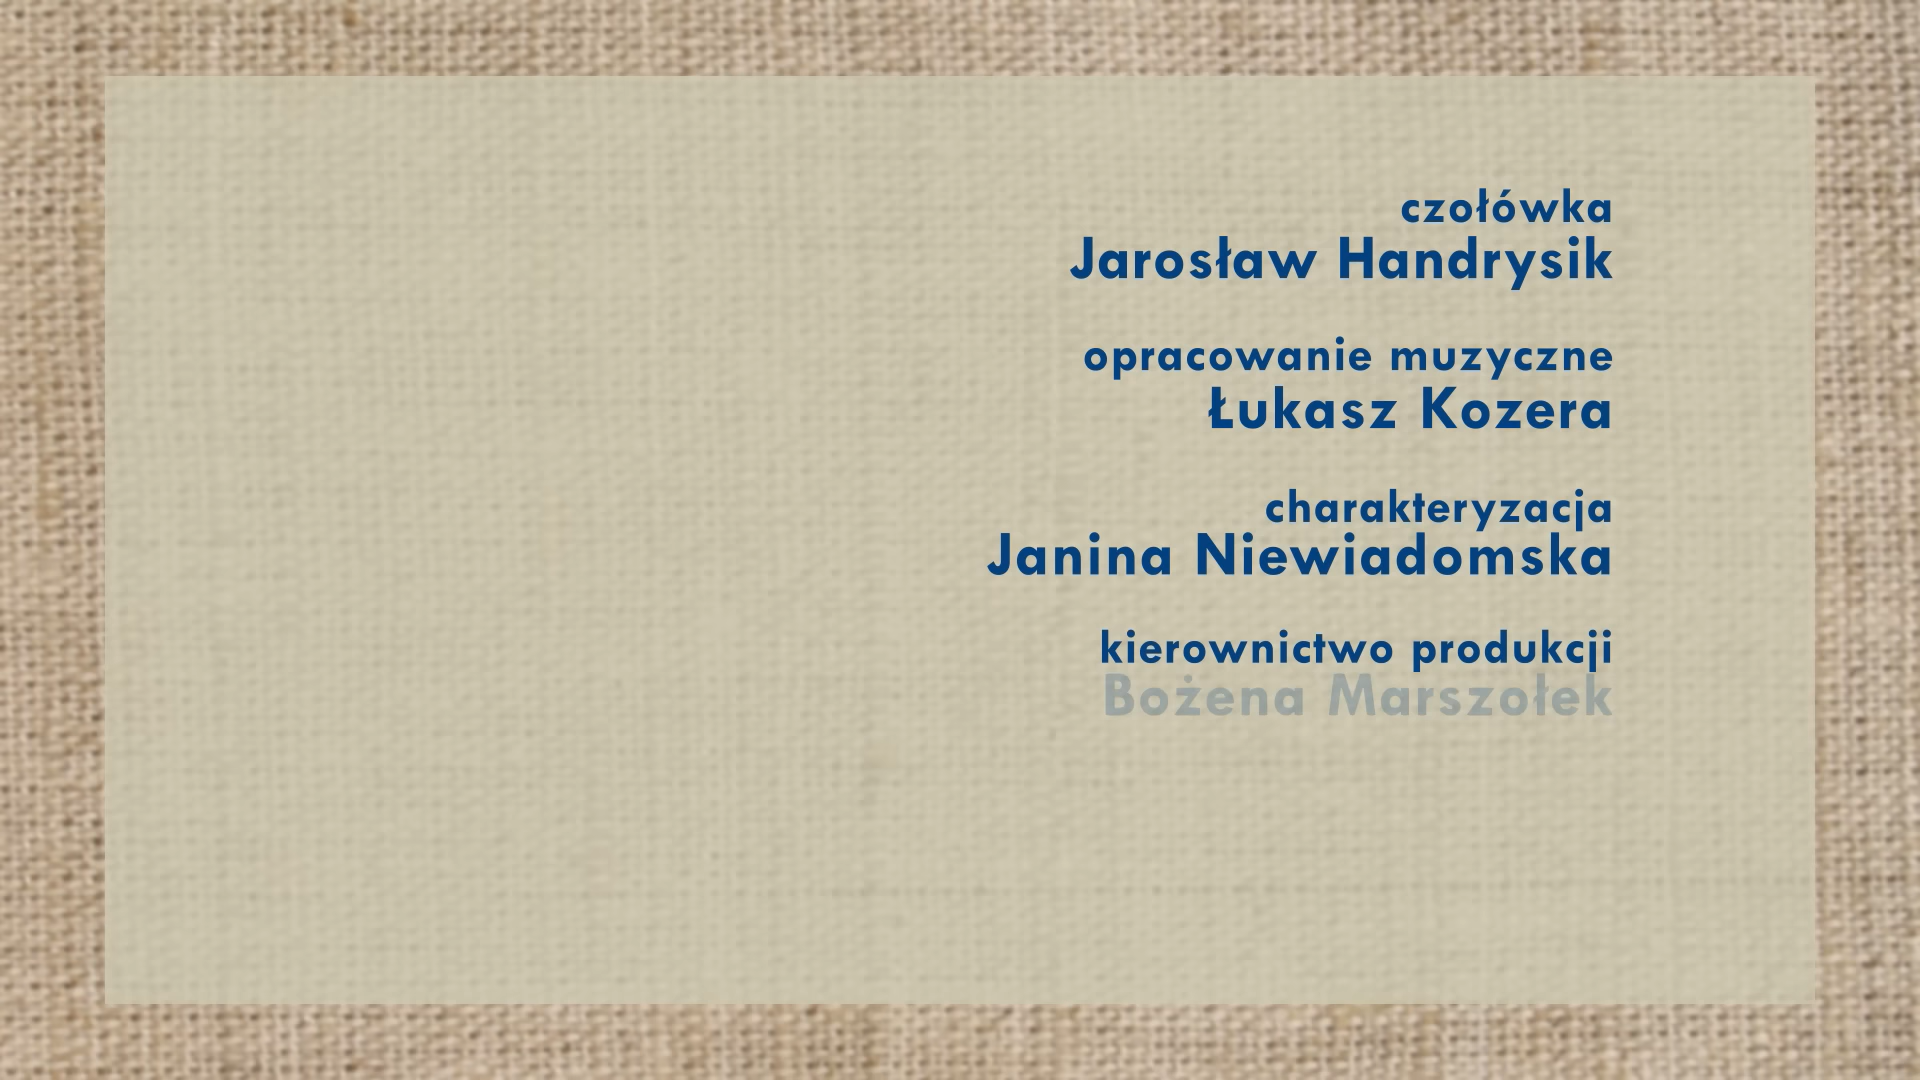 czołówka
Jarosław Handrysik
opracowanie muzyczne
Łukasz Kozera
charakteryzacja
Janina Niewiadomska
kierownictwo produkcji
Bożena Marszołek